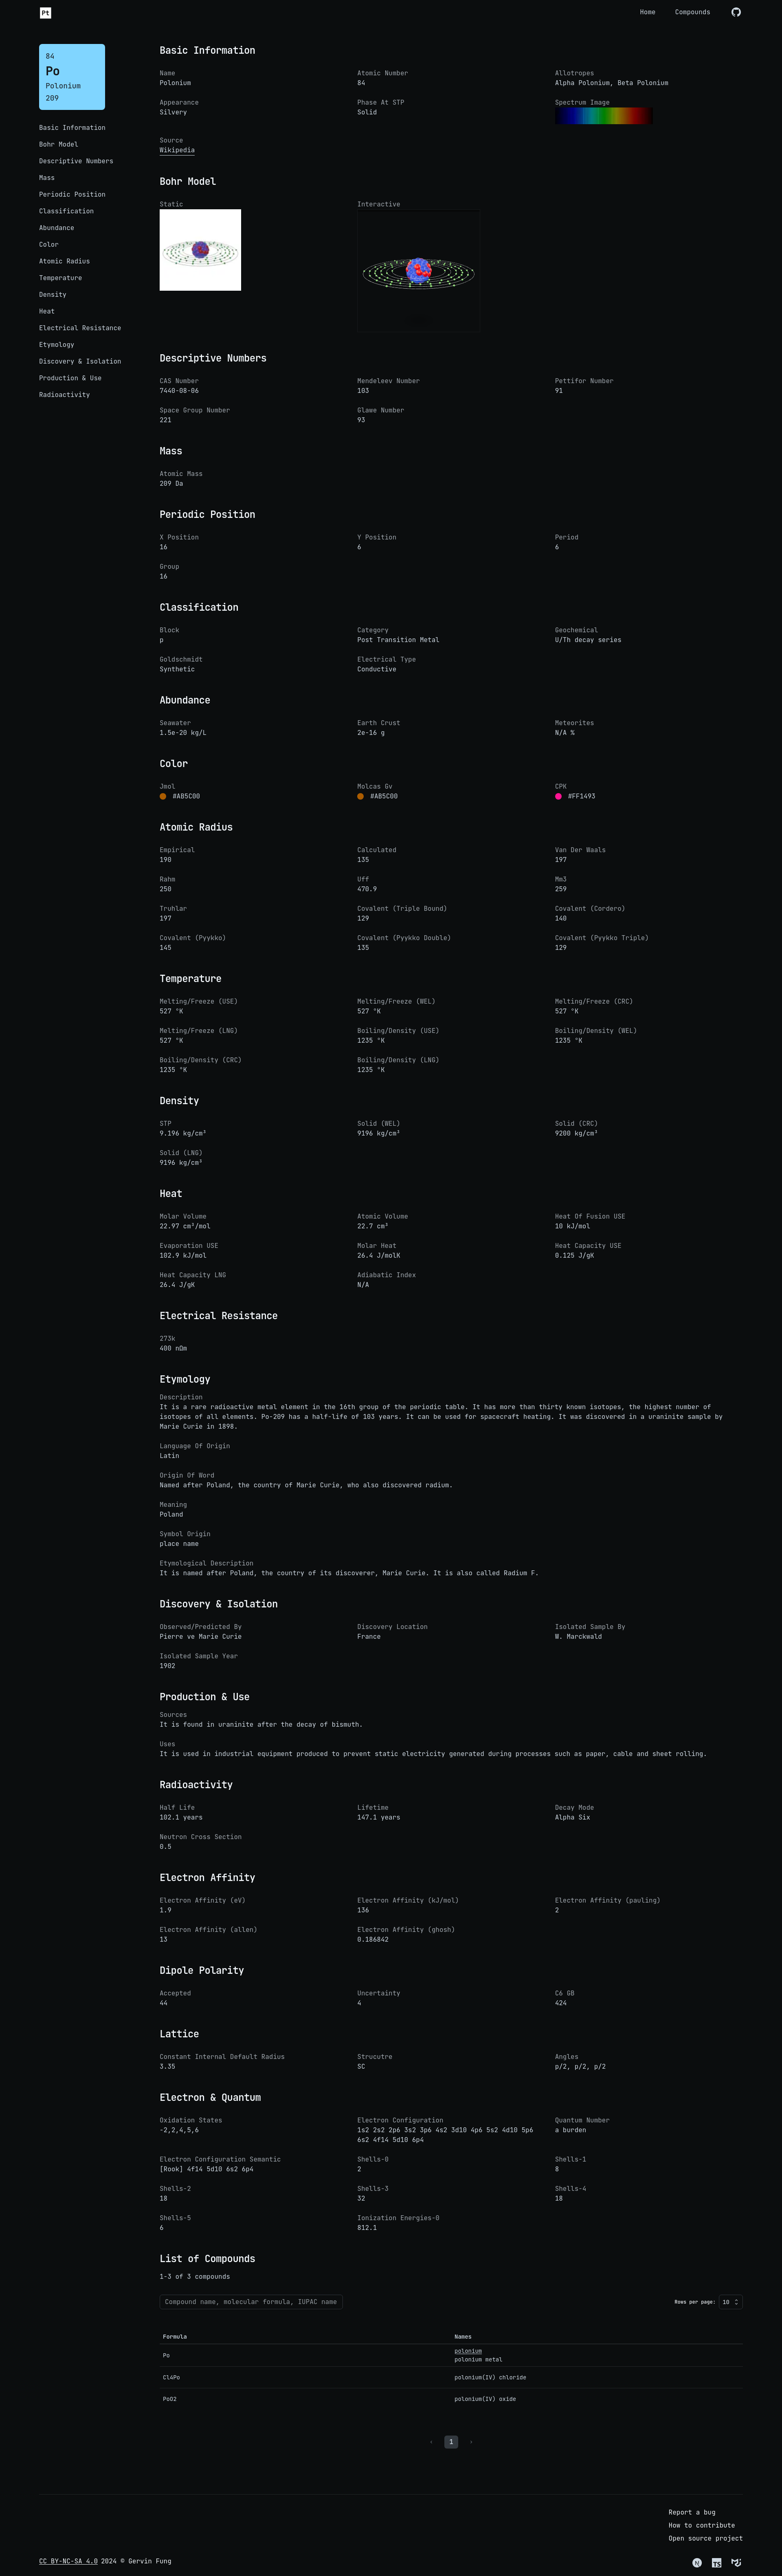 Pt
Home
Compounds
84
Po
Polonium
209
Basic Information
Bohr Model
Descriptive Numbers
Mass
Periodic Position
Classification
Abundance
Color
Atomic Radius
Temperature
Density
Heat
Electrical Resistance
Etymology
Discovery & Isolation
Production & Use
Radioactivity
Basic Information
Name
Polonium
Atomic Number
84
Allotropes
Alpha Polonium, Beta Polonium
Appearance
Silvery
Phase At STP
Solid
Spectrum Image
Source
Wikipedia
Bohr Model
Static
Interactive
Descriptive Numbers
CAS Number
7440-08-06
Mendeleev Number
103
Pettifor Number
91
Space Group Number
221
Glawe Number
93
Mass
Atomic Mass
209 Da
Periodic Position
X Position
16
Y Position
6
Period
6
Group
16
Classification
Block
p
Category
Post Transition Metal
Geochemical
U/Th decay series
Goldschmidt
Synthetic
Electrical Type
Conductive
Abundance
Seawater
1.5e-20 kg/L
Earth Crust
2e-16 g
Meteorites
N/A %
Color
Jmol
#AB5C00
Molcas Gv
#AB5C00
CPK
#FF1493
Atomic Radius
Empirical
190
Calculated
135
Van Der Waals
197
Rahm
250
Uff
470.9
Mm3
259
Truhlar
197
Covalent (Triple Bound)
129
Covalent (Cordero)
140
Covalent (Pyykko)
145
Covalent (Pyykko Double)
135
Covalent (Pyykko Triple)
129
Temperature
Melting/Freeze (USE)
527 °K
Melting/Freeze (WEL)
527 °K
Melting/Freeze (CRC)
527 °K
Melting/Freeze (LNG)
527 °K
Boiling/Density (USE)
1235 °K
Boiling/Density (WEL)
1235 °K
Boiling/Density (CRC)
1235 °K
Boiling/Density (LNG)
1235 °K
Density
STP
9.196 kg/cm³
Solid (WEL)
9196 kg/cm³
Solid (CRC)
9200 kg/cm³
Solid (LNG)
9196 kg/cm³
Heat
Molar Volume
22.97 cm³/mol
Atomic Volume
22.7 cm³
Heat Of Fusion USE
10 kJ/mol
Evaporation USE
102.9 kJ/mol
Molar Heat
26.4 J/molK
Heat Capacity USE
0.125 J/gK
Heat Capacity LNG
26.4 J/gK
Adiabatic Index
N/A
Electrical Resistance
273k
400 nΩm
Etymology
Description
It is a rare radioactive metal element in the 16th group of the periodic table. It has more than thirty known isotopes, the highest number of
isotopes of all elements. Po-209 has a half-life of 103 years. It can be used for spacecraft heating. It was discovered in a uraninite sample by
Marie Curie in 1898.
Language Of Origin
Latin
Origin Of Word
Named after Poland, the country of Marie Curie, who also discovered radium.
Meaning
Poland
Symbol Origin
place name
Etymological Description
It is named after Poland, the country of its discoverer, Marie Curie. It is also called Radium F.
Discovery & Isolation
Observed/Predicted By
Pierre ve Marie Curie
Discovery Location
France
Isolated Sample By
W. Marckwald
Isolated Sample Year
1902
Production & Use
Sources
It is found in uraninite after the decay of bismuth.
Uses
It is used in industrial equipment produced to prevent static electricity generated during processes such as paper, cable and sheet rolling.
Radioactivity
Half Life
102.1 years
Lifetime
147.1 years
Decay Mode
Alpha Six
Neutron Cross Section
0.5
Electron Affinity
Electron Affinity (eV)
1.9
Electron Affinity (kJ/mol)
136
Electron Affinity (pauling)
2
Electron Affinity (allen)
13
Electron Affinity (ghosh)
0.186842
Dipole Polarity
Accepted
44
Uncertainty
4
C6 GB
424
Lattice
Constant Internal Default Radius
3.35
Strucutre
SC
Angles
p/2, p/2, p/2
Electron & Quantum
Oxidation States
-2,2,4,5,6
Electron Configuration
1s2 2s2 2p6 3s2 3p6 4s2 3d10 4p6 5s2 4d10 5p6
6s2 4f14 5d10 6p4
Quantum Number
a burden
Electron Configuration Semantic
[Rook] 4f14 5d10 6s2 6p4
Shells-0
2
Shells-1
8
Shells-2
18
Shells-3
32
Shells-4
18
Shells-5
6
Ionization Energies-0
812.1
List of Compounds
1-3 of 3 compounds
Compound name, molecular formula, IUPAC name
Rows per page:
10
Formula
Names
Po
polonium
polonium metal
Cl4Po
polonium(IV) chloride
PoO2
polonium(IV) oxide
‹
1
›
Report a bug
How to contribute
Open source project
CC BY-NC-SA 4.0 2024 © Gervin Fung
N
TS